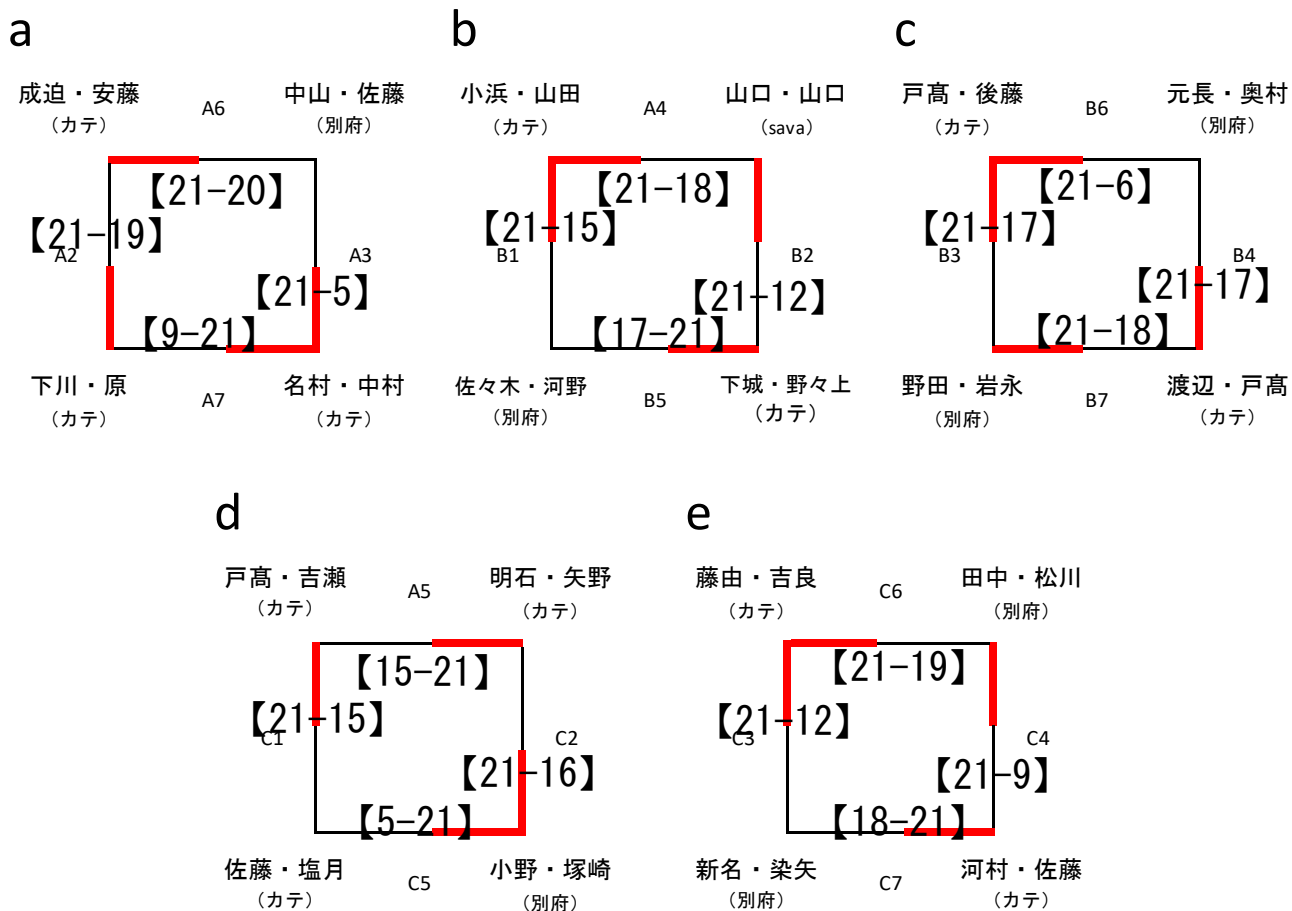 a
b
c
成迫・安藤
A6
中山・佐藤
小浜・山田
A4
山口・山口
戸髙・後藤
B6
元長・奥村
(カテ)
(別府)
(カテ)
(sava)
(カテ)
(別府)
【21−20】
【21−18】
【21−6】
【21−19】
A2
A3
【21−15】
B1
B2
【21−17】
B3
B4
【21−5】
【21−12】
【21−17】
【9−21】
【17−21】
【21−18】
下川・原
A7
名村・中村
佐々木・河野
B5
下城・野々上
野田・岩永
B7
渡辺・戸髙
(カテ)
(カテ)
(別府)
(カテ)
(別府)
(カテ)
d
e
戸髙・吉瀬
A5
明石・矢野
藤由・吉良
C6
田中・松川
(カテ)
(カテ)
(カテ)
(別府)
【15−21】
【21−19】
【21−15】
C1
C2
【21−12】
C3
C4
【21−16】
【21−9】
【5−21】
【18−21】
佐藤・塩月
C5
小野・塚崎
新名・染矢
C7
河村・佐藤
(カテ)
(別府)
(別府)
(カテ)